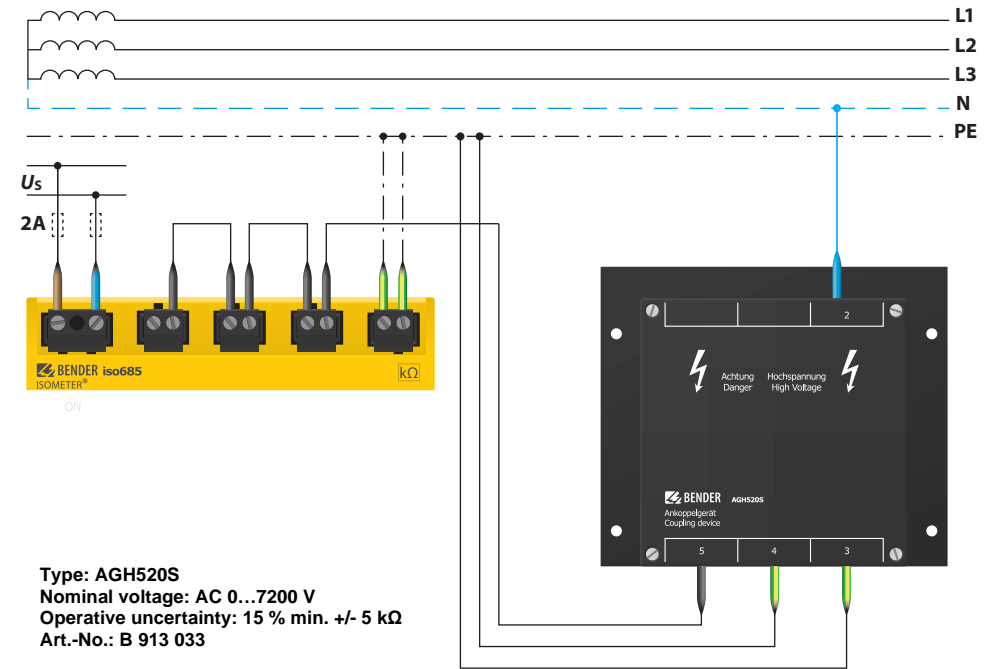 L1
L2
L3
N
PE
Us
2A
BENDER iso685
ISOMETER®
kΩ
ON
2
Achtung Hochspannung
Danger High Voltage
BENDER AGH520S
Ankoppelgerät
Coupling device
5 4 3
Type: AGH520S
Nominal voltage: AC 0…7200 V
Operative uncertainty: 15 % min. +/- 5 kΩ
Art.-No.: B 913 033